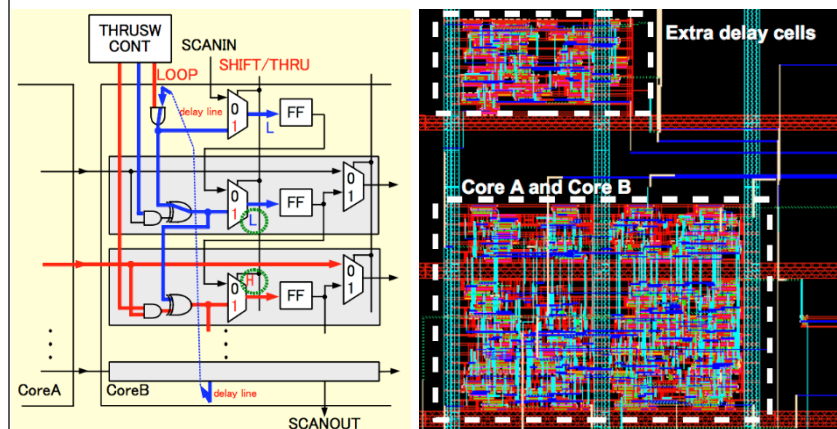 THRUSW
CONT
SCANIN
SHIFT/THRU
LOOP
delay line
0
1
L
FF
0
1
0
1
L
FF
0
1
0
1
H
FF
CoreA
CoreB
delay line
SCANOUT
Extra delay cells
Core A and Core B